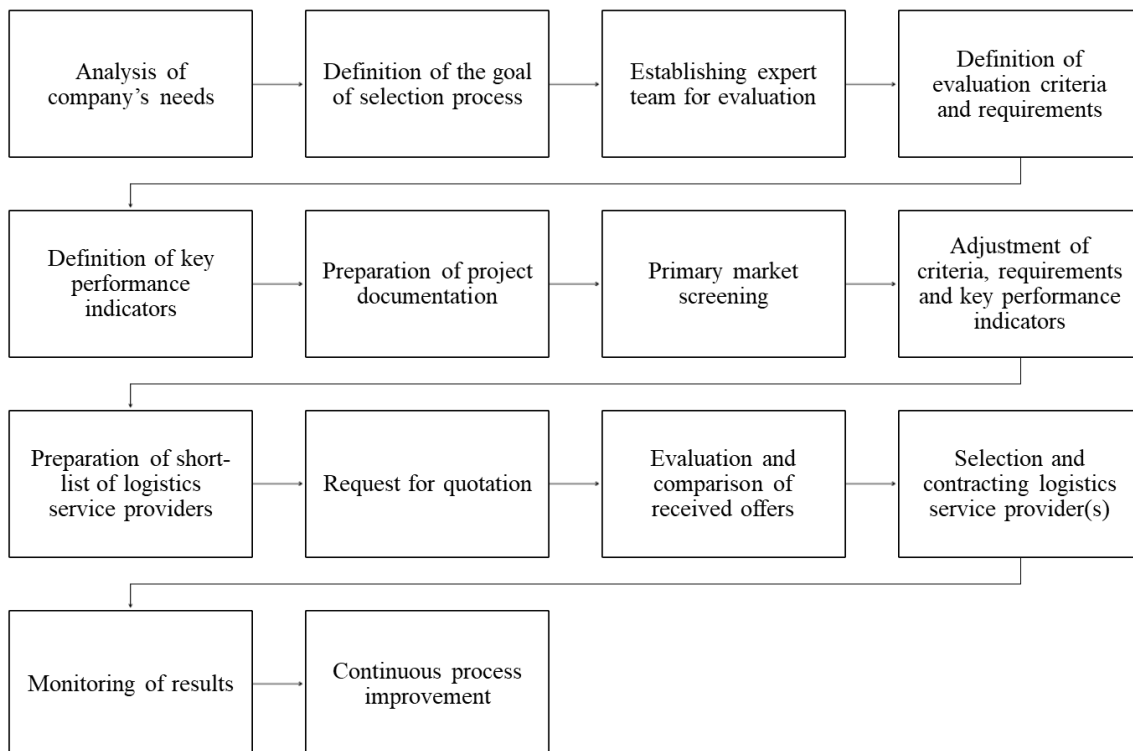 Analysis of
company’s needs
Definition of the goal
of selection process
Establishing expert
team for evaluation
Definition of
evaluation criteria
and requirements
Definition of key
performance
indicators
Preparation of project
documentation
Primary market
screening
Adjustment of
criteria, requirements
and key performance
indicators
Preparation of short-
list of logistics
service providers
Request for quotation
Evaluation and
comparison of
received offers
Selection and
contracting logistics
service provider(s)
Monitoring of results
Continuous process
improvement